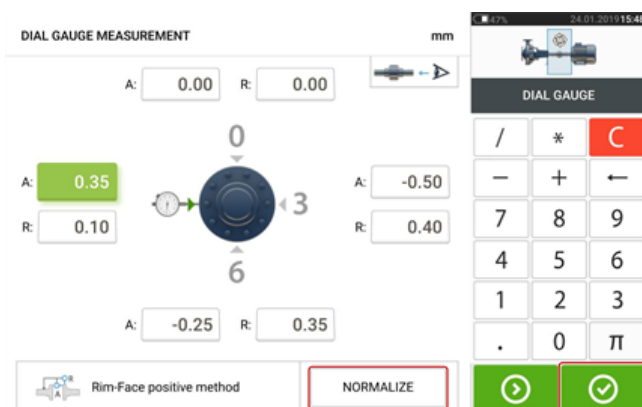 47% 24.01.2019 15:48
DIAL GAUGE MEASUREMENT mm
A: 0.00 R: 0.00
DIAL GAUGE
0
A: 0.35
R: 0.10
3
A: -0.50
R: 0.40
6
A: -0.25 R: 0.35
R
A
Rim-Face positive method
NORMALIZE
/ * C
− + ←
7 8 9
4 5 6
1 2 3
. 0 π